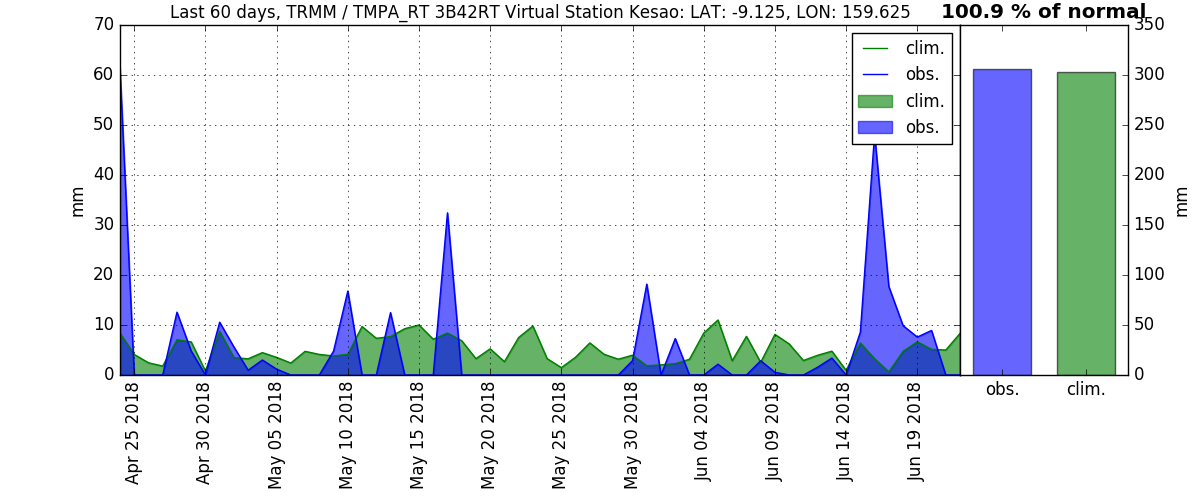 Last 60 days, TRMM / TMPA_RT 3B42RT Virtual Station Kesao: LAT: -9.125, LON: 159.625
100.9 % of normal
70
60
50
40
30
20
10
0
mm
clim.
obs.
clim.
obs.
Apr 25 2018
Apr 30 2018
May 05 2018
May 10 2018
May 15 2018
May 20 2018
May 25 2018
May 30 2018
Jun 04 2018
Jun 09 2018
Jun 14 2018
Jun 19 2018
350
300
250
200
150
100
50
0
mm
obs.
clim.